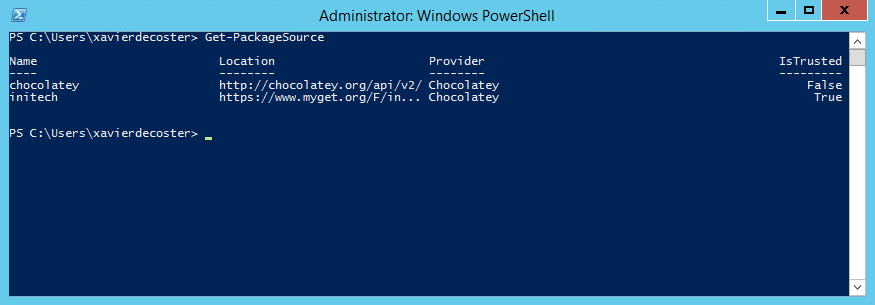 Administrator: Windows PowerShell
PS C:\Users\xavierdecoster> Get-PackageSource
Name Location Provider IsTrusted
---- -------- -------- ---------
chocolatey http://chocolatey.org/api/v2/ Chocolatey False
initech https://www.myget.org/F/in... Chocolatey True
PS C:\Users\xavierdecoster> _